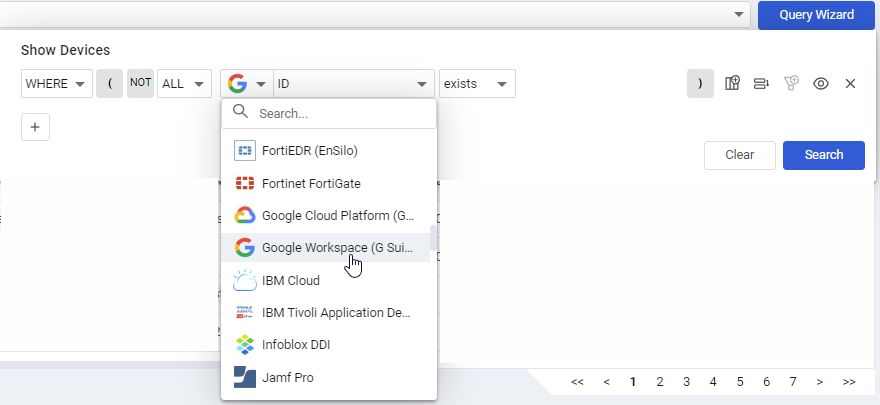 Query Wizard
Show Devices
WHERE ( NOT ALL ID exists )
+
Search...
FortiEDR (EnSilo)
Clear Search
Fortinet FortiGate
Google Cloud Platform (G...
Google Workspace (G Sui...
IBM Cloud
IBM Tivoli Application De...
Infoblox DDI
Jamf Pro
<< < 1 2 3 4 5 6 7 > >>